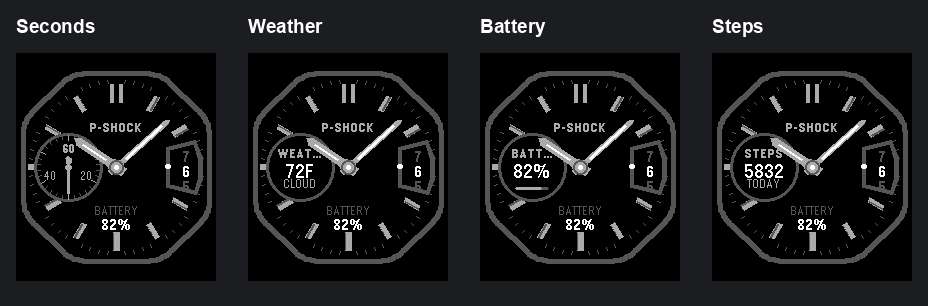 Seconds
Weather
Battery
Steps
P-SHOCK
60
40
20
7
6
5
BATTERY
82%
P-SHOCK
WEAT...
72F
CLOUD
7
6
5
BATTERY
82%
P-SHOCK
BATT...
82%
7
6
5
BATTERY
82%
P-SHOCK
STEPS
5832
TODAY
7
6
5
BATTERY
82%